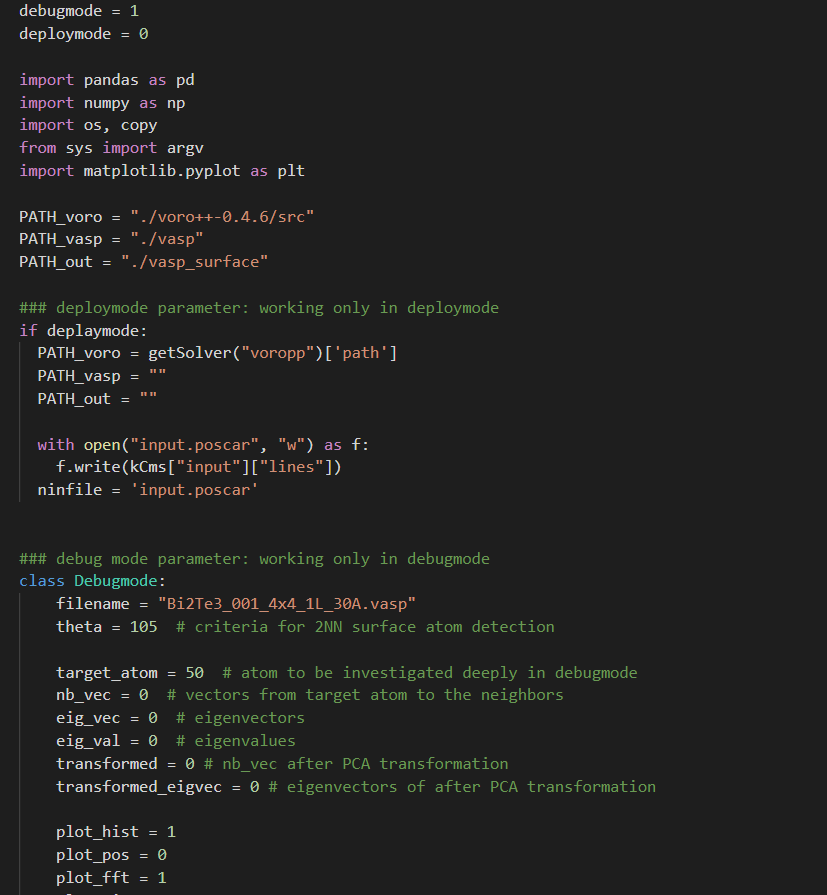 debugmode = 1
deploymode = 0
import pandas as pd
import numpy as np
import os, copy
from sys import argv
import matplotlib.pyplot as plt
PATH_voro = "./voro++-0.4.6/src"
PATH_vasp = "./vasp"
PATH_out = "./vasp_surface"
### deploymode parameter: working only in deploymode
if deplaymode:
PATH_voro = getSolver("voropp")['path']
PATH_vasp = ""
PATH_out = ""
with open("input.poscar", "w") as f:
f.write(kCms["input"]["lines"])
ninfile = 'input.poscar'
### debug mode parameter: working only in debugmode
class Debugmode:
filename = "Bi2Te3_001_4x4_1L_30A.vasp"
theta = 105 # criteria for 2NN surface atom detection
target_atom = 50 # atom to be investigated deeply in debugmode
nb_vec = 0 # vectors from target atom to the neighbors
eig_vec = 0 # eigenvectors
eig_val = 0 # eigenvalues
transformed = 0 # nb_vec after PCA transformation
transformed_eigvec = 0 # eigenvectors of after PCA transformation
plot_hist = 1
plot_pos = 0
plot_fft = 1